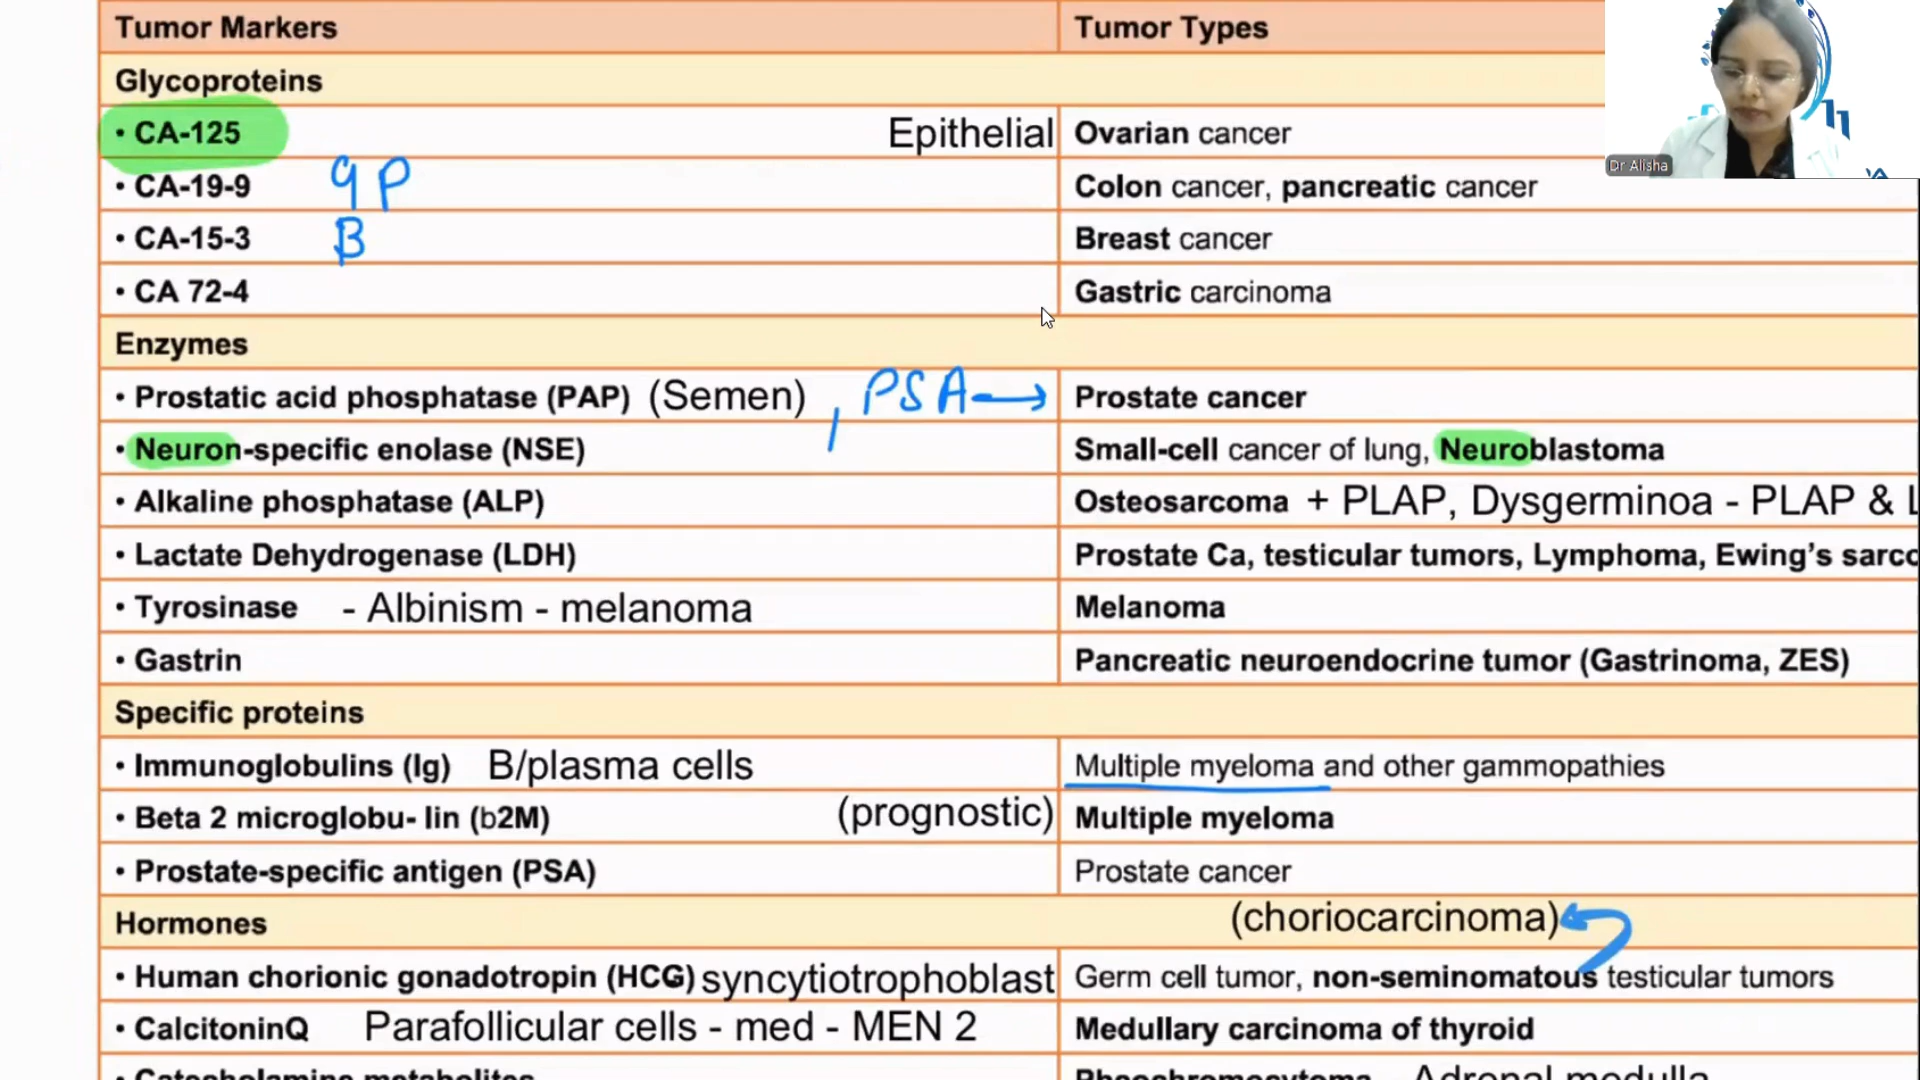 Tumor Markers Tumor Types
Glycoproteins
Dr Alisha
• CA-125 Epithelial Ovarian cancer
• CA-19-9 9 P Colon cancer, pancreatic cancer
• CA-15-3 B Breast cancer
• CA 72-4 Gastric carcinoma
Enzymes
• Prostatic acid phosphatase (PAP) (Semen) , PSA → Prostate cancer
• Neuron-specific enolase (NSE) Small-cell cancer of lung, Neuroblastoma
• Alkaline phosphatase (ALP) Osteosarcoma + PLAP, Dysgerminoa - PLAP & L
• Lactate Dehydrogenase (LDH) Prostate Ca, testicular tumors, Lymphoma, Ewing's sarco
• Tyrosinase - Albinism - melanoma Melanoma
• Gastrin Pancreatic neuroendocrine tumor (Gastrinoma, ZES)
Specific proteins
• Immunoglobulins (Ig) B/plasma cells Multiple myeloma and other gammopathies
• Beta 2 microglobu- lin (b2M) (prognostic) Multiple myeloma
• Prostate-specific antigen (PSA) Prostate cancer
Hormones (choriocarcinoma)
• Human chorionic gonadotropin (HCG) syncytiotrophoblast Germ cell tumor, non-seminomatous testicular tumors
• CalcitoninQ Parafollicular cells - med - MEN 2 Medullary carcinoma of thyroid
• Catecholamine metabolites Pheochromocytoma - Adrenal medulla